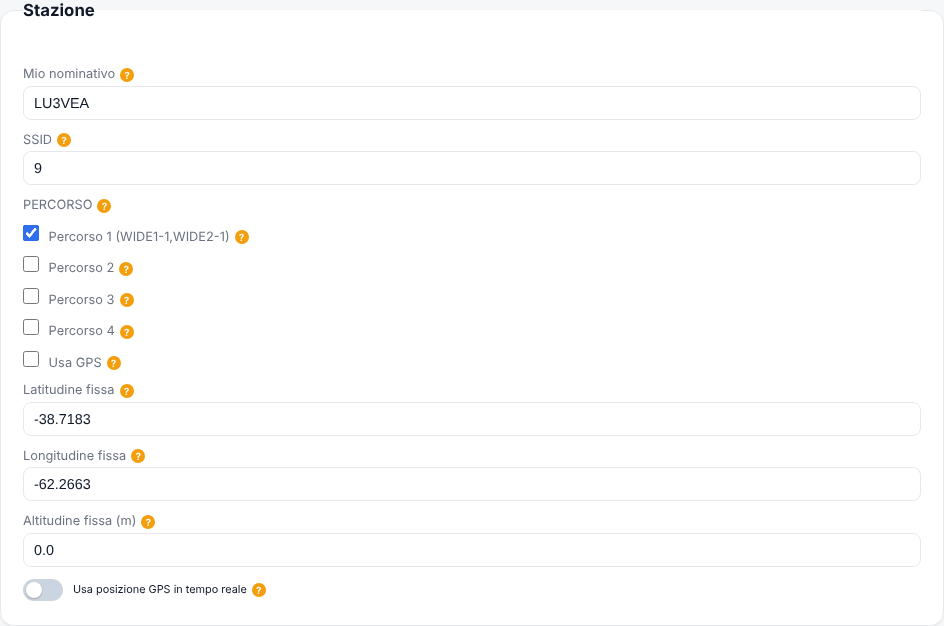 Stazione
Mio nominativo ?
LU3VEA
SSID ?
9
PERCORSO ?
Percorso 1 (WIDE1-1,WIDE2-1) ?
Percorso 2 ?
Percorso 3 ?
Percorso 4 ?
Usa GPS ?
Latitudine fissa ?
-38.7183
Longitudine fissa ?
-62.2663
Altitudine fissa (m) ?
0.0
Usa posizione GPS in tempo reale ?